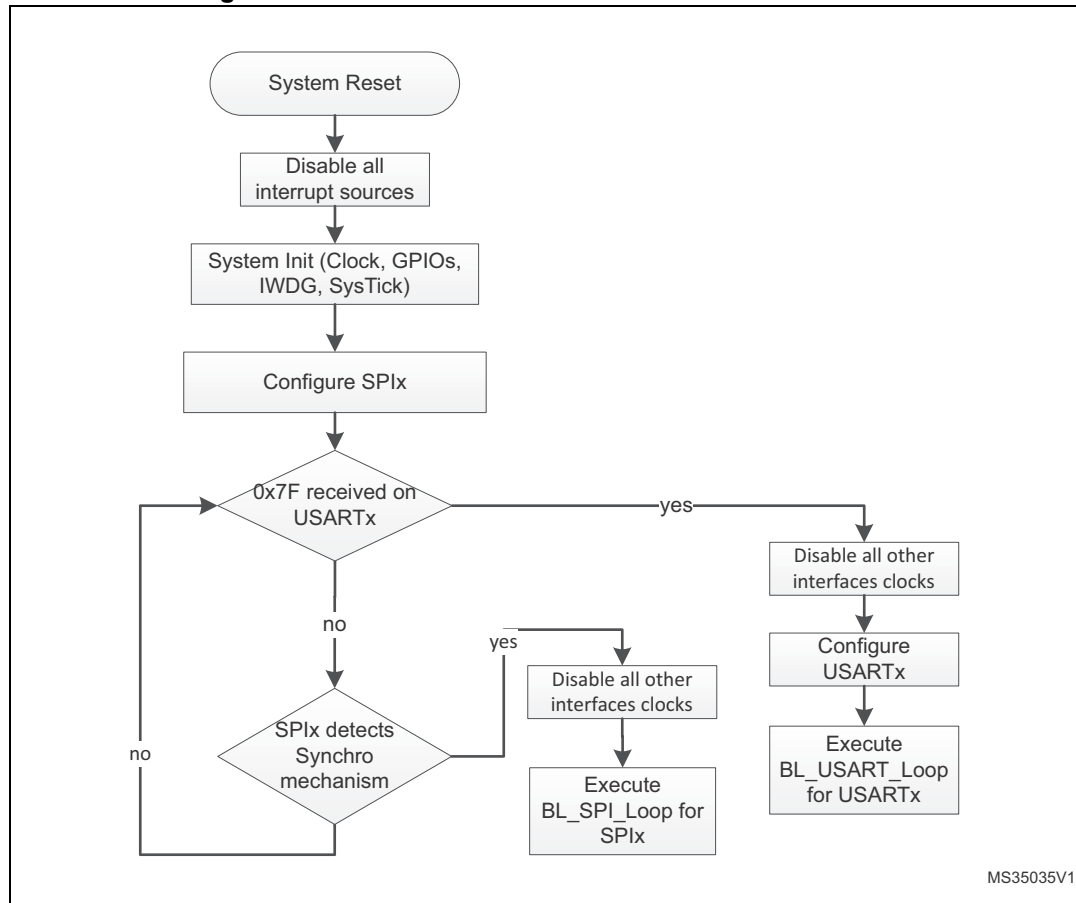 System Reset
Disable all
interrupt sources
System Init (Clock, GPIOs,
IWDG, SysTick)
Configure SPIx
0x7F received on
USARTx
yes
Disable all other
interfaces clocks
Configure
USARTx
Execute
BL_USART_Loop
for USARTx
no
yes
Disable all other
interfaces clocks
Execute
BL_SPI_Loop for
SPIx
SPIx detects
Synchro
mechanism
no
MS35035V1